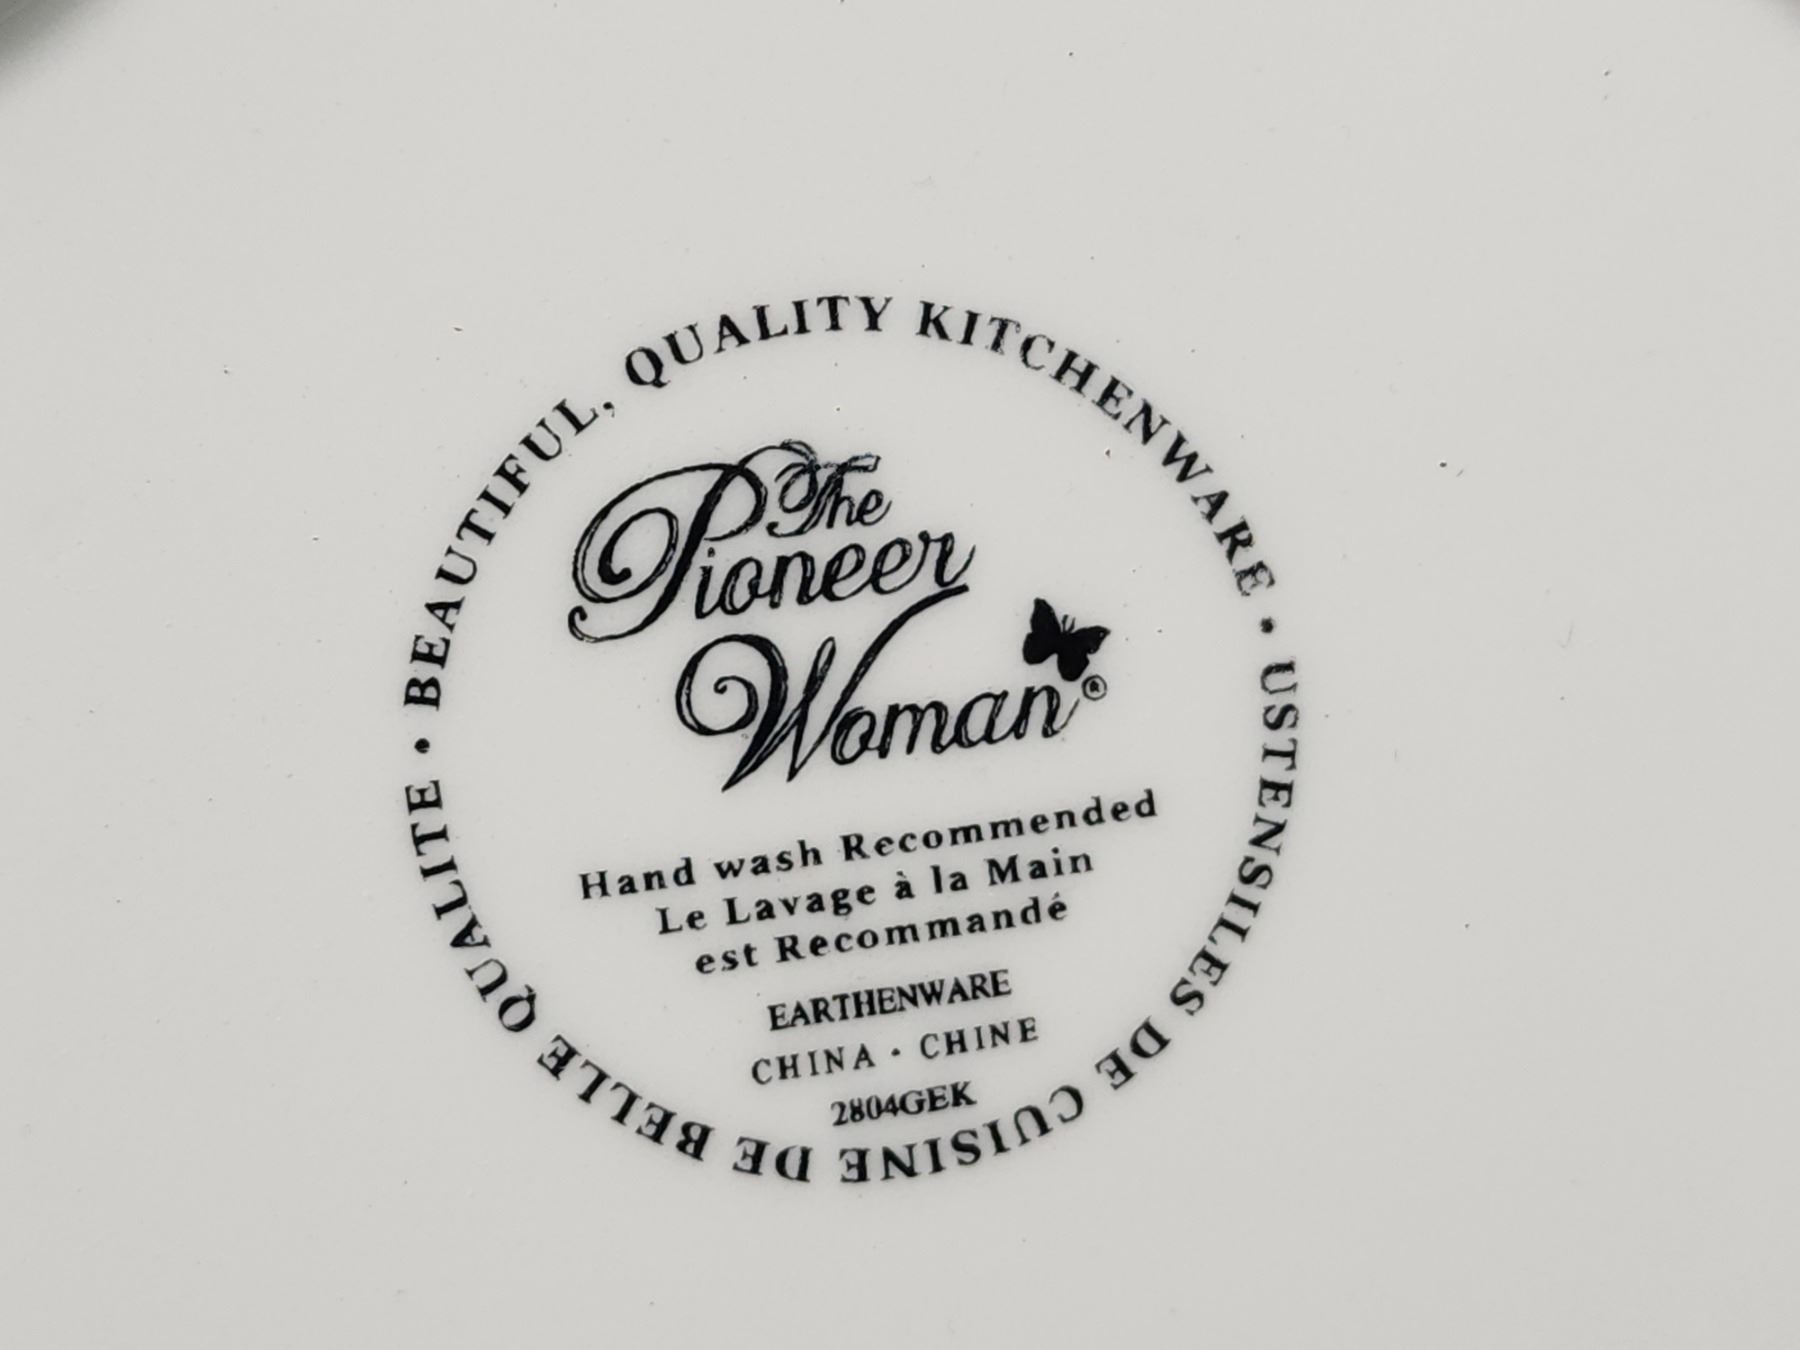 BEAUTIFUL, QUALITY KITCHENWARE • USTENSILES DE CUISINE DE BELLE QUALITE •
The
Pioneer
Woman®
Hand wash Recommended
Le Lavage à la Main
est Recommandé
EARTHENWARE
CHINA • CHINE
2804GEK